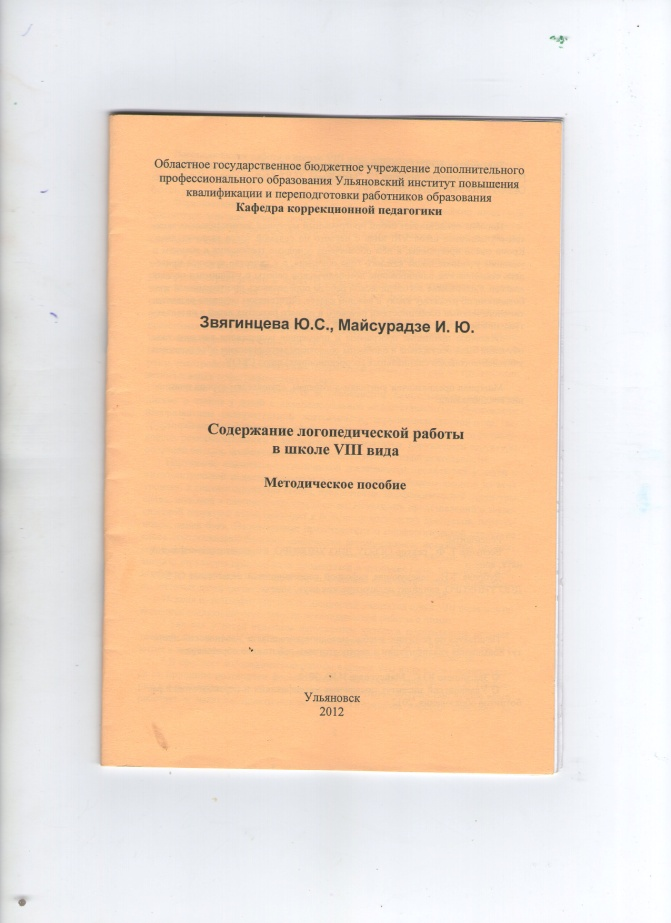 Областное государственное бюджетное учреждение дополнительного
профессионального образования Ульяновский институт повышения
квалификации и переподготовки работников образования
Кафедра коррекционной педагогики
Звягинцева Ю.С., Майсурадзе И. Ю.
Содержание логопедической работы
в школе VIII вида
Методическое пособие
Ульяновск
2012